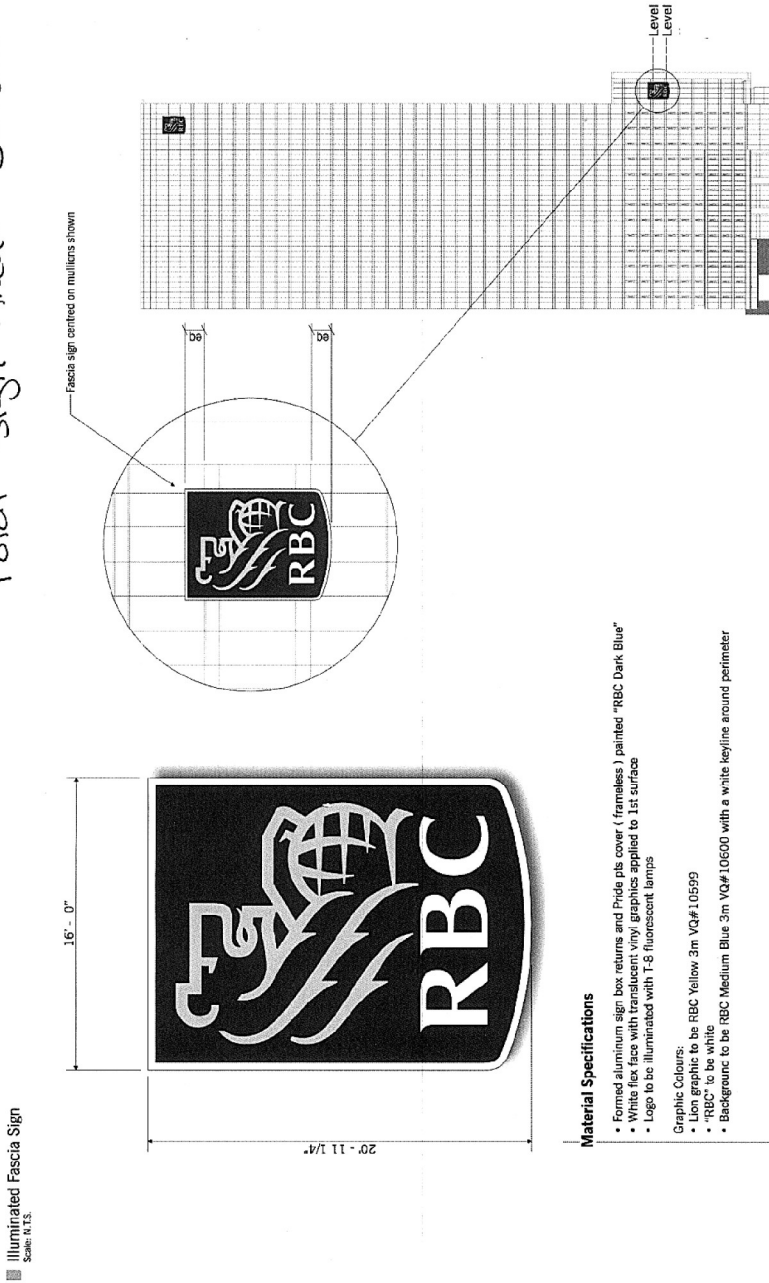 Illuminated Fascia Sign
Scale: N.T.S.
sign
16' - 0"
20' - 11 1/4"
RBC
Fascia sign centred on mullions shown
eq
eq
RBC
RBC
Level
Level
Material Specifications
• Formed aluminum sign box returns and Pride pts cover ( frameless ) painted "RBC Dark Blue"
• White flex face with translucent vinyl graphics applied to 1st surface
• Logo to be illuminated with T-8 fluorescent lamps
Graphic Colours:
• Lion graphic to be RBC Yellow 3m VQ#10599
• "RBC" to be white
• Background to be RBC Medium Blue 3m VQ#10600 with a white keyline around perimeter